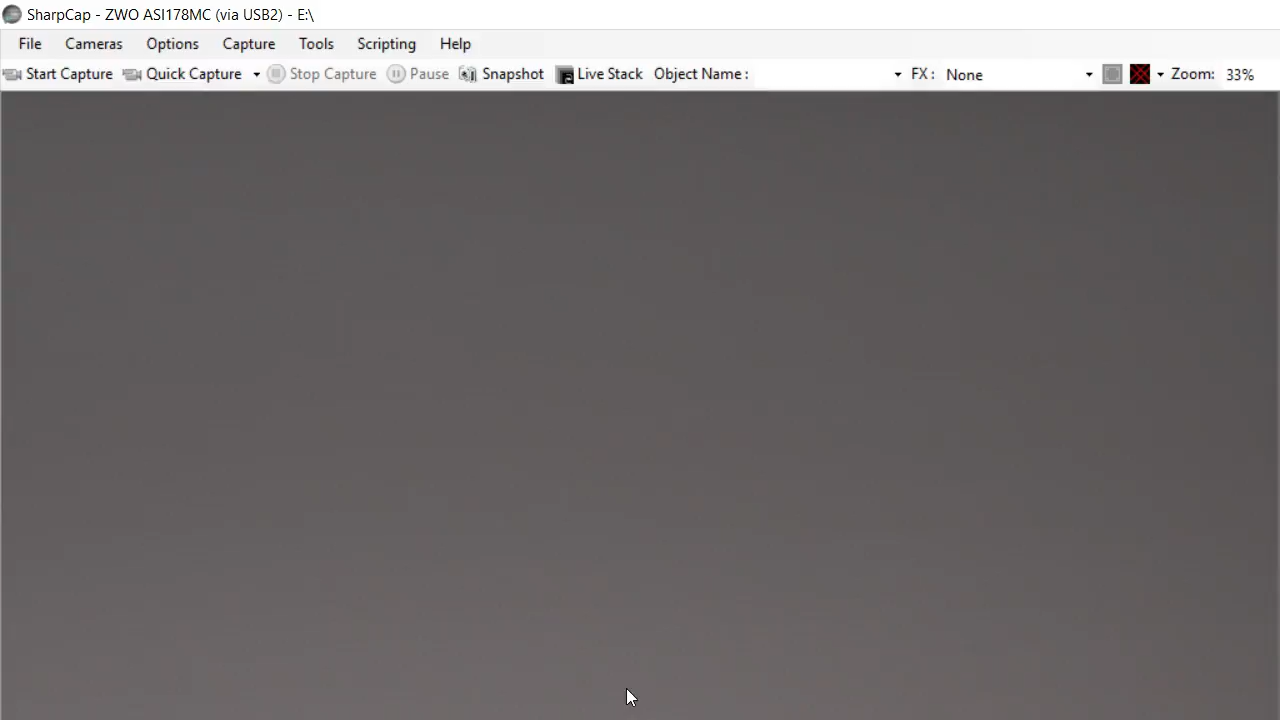 SharpCap - ZWO ASI178MC (via USB2) - E:\
File Cameras Options Capture Tools Scripting Help
Start Capture Quick Capture Stop Capture Pause Snapshot Live Stack Object Name : FX : None Zoom: 33%